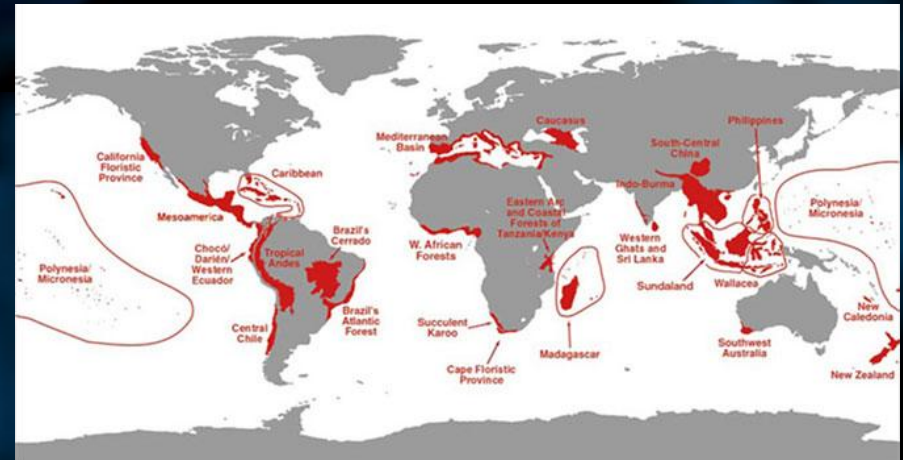 California
Floristic
Province
Mesoamerica
Caribbean
Polynesia/
Micronesia
Chocó/
Darién/
Western
Ecuador
Tropical
Andes
Brazil's
Cerrado
Central
Chile
Brazil's
Atlantic
Forest
Mediterranean
Basin
Caucasus
W. African
Forests
Eastern Arc
and Coastal
Forests of
Tanzania/Kenya
Succulent
Karoo
Cape Floristic
Province
Madagascar
South-Central
China
Philippines
Indo-Burma
Western
Ghats and
Sri Lanka
Sundaland
Wallacea
Polynesia/
Micronesia
New
Caledonia
Southwest
Australia
New Zealand